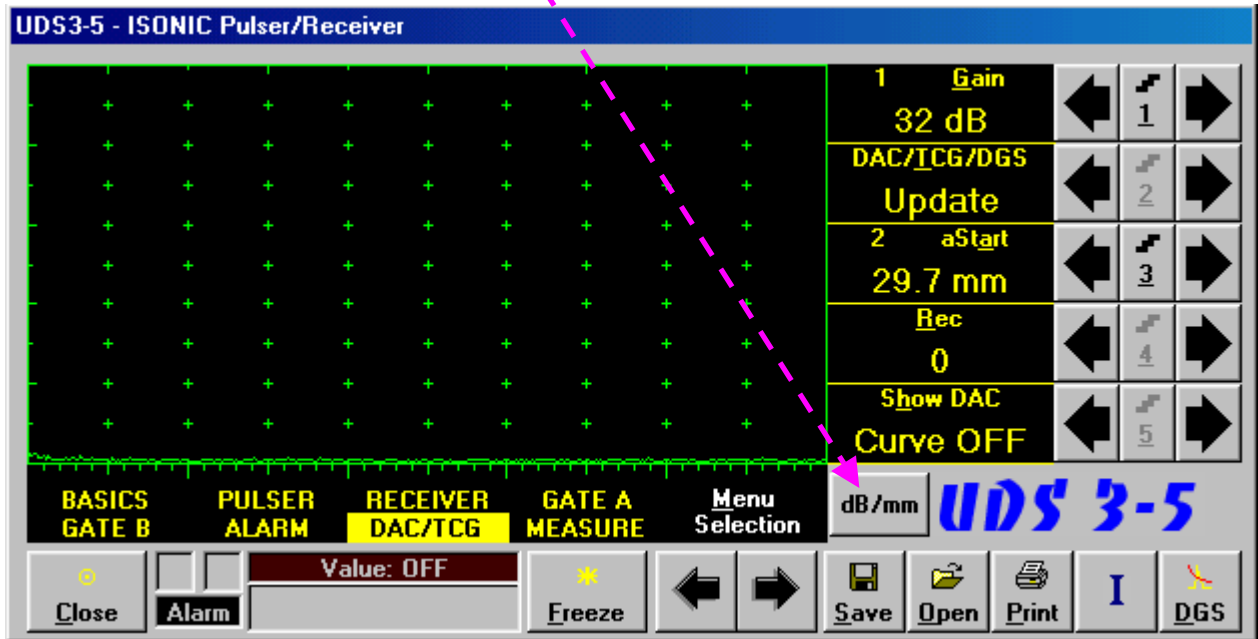 UDS3-5 - ISONIC Pulser/Receiver
1 Gain
32 dB
1
DAC/TCG/DGS
Update
2
2 aStart
29.7 mm
3
Rec
0
4
Show DAC
Curve OFF
5
BASICS PULSER RECEIVER GATE A Menu
GATE B ALARM DAC/TCG MEASURE Selection
dB/mm
UDS 3-5
Value: OFF
Close Alarm Freeze Save Open Print I DGS